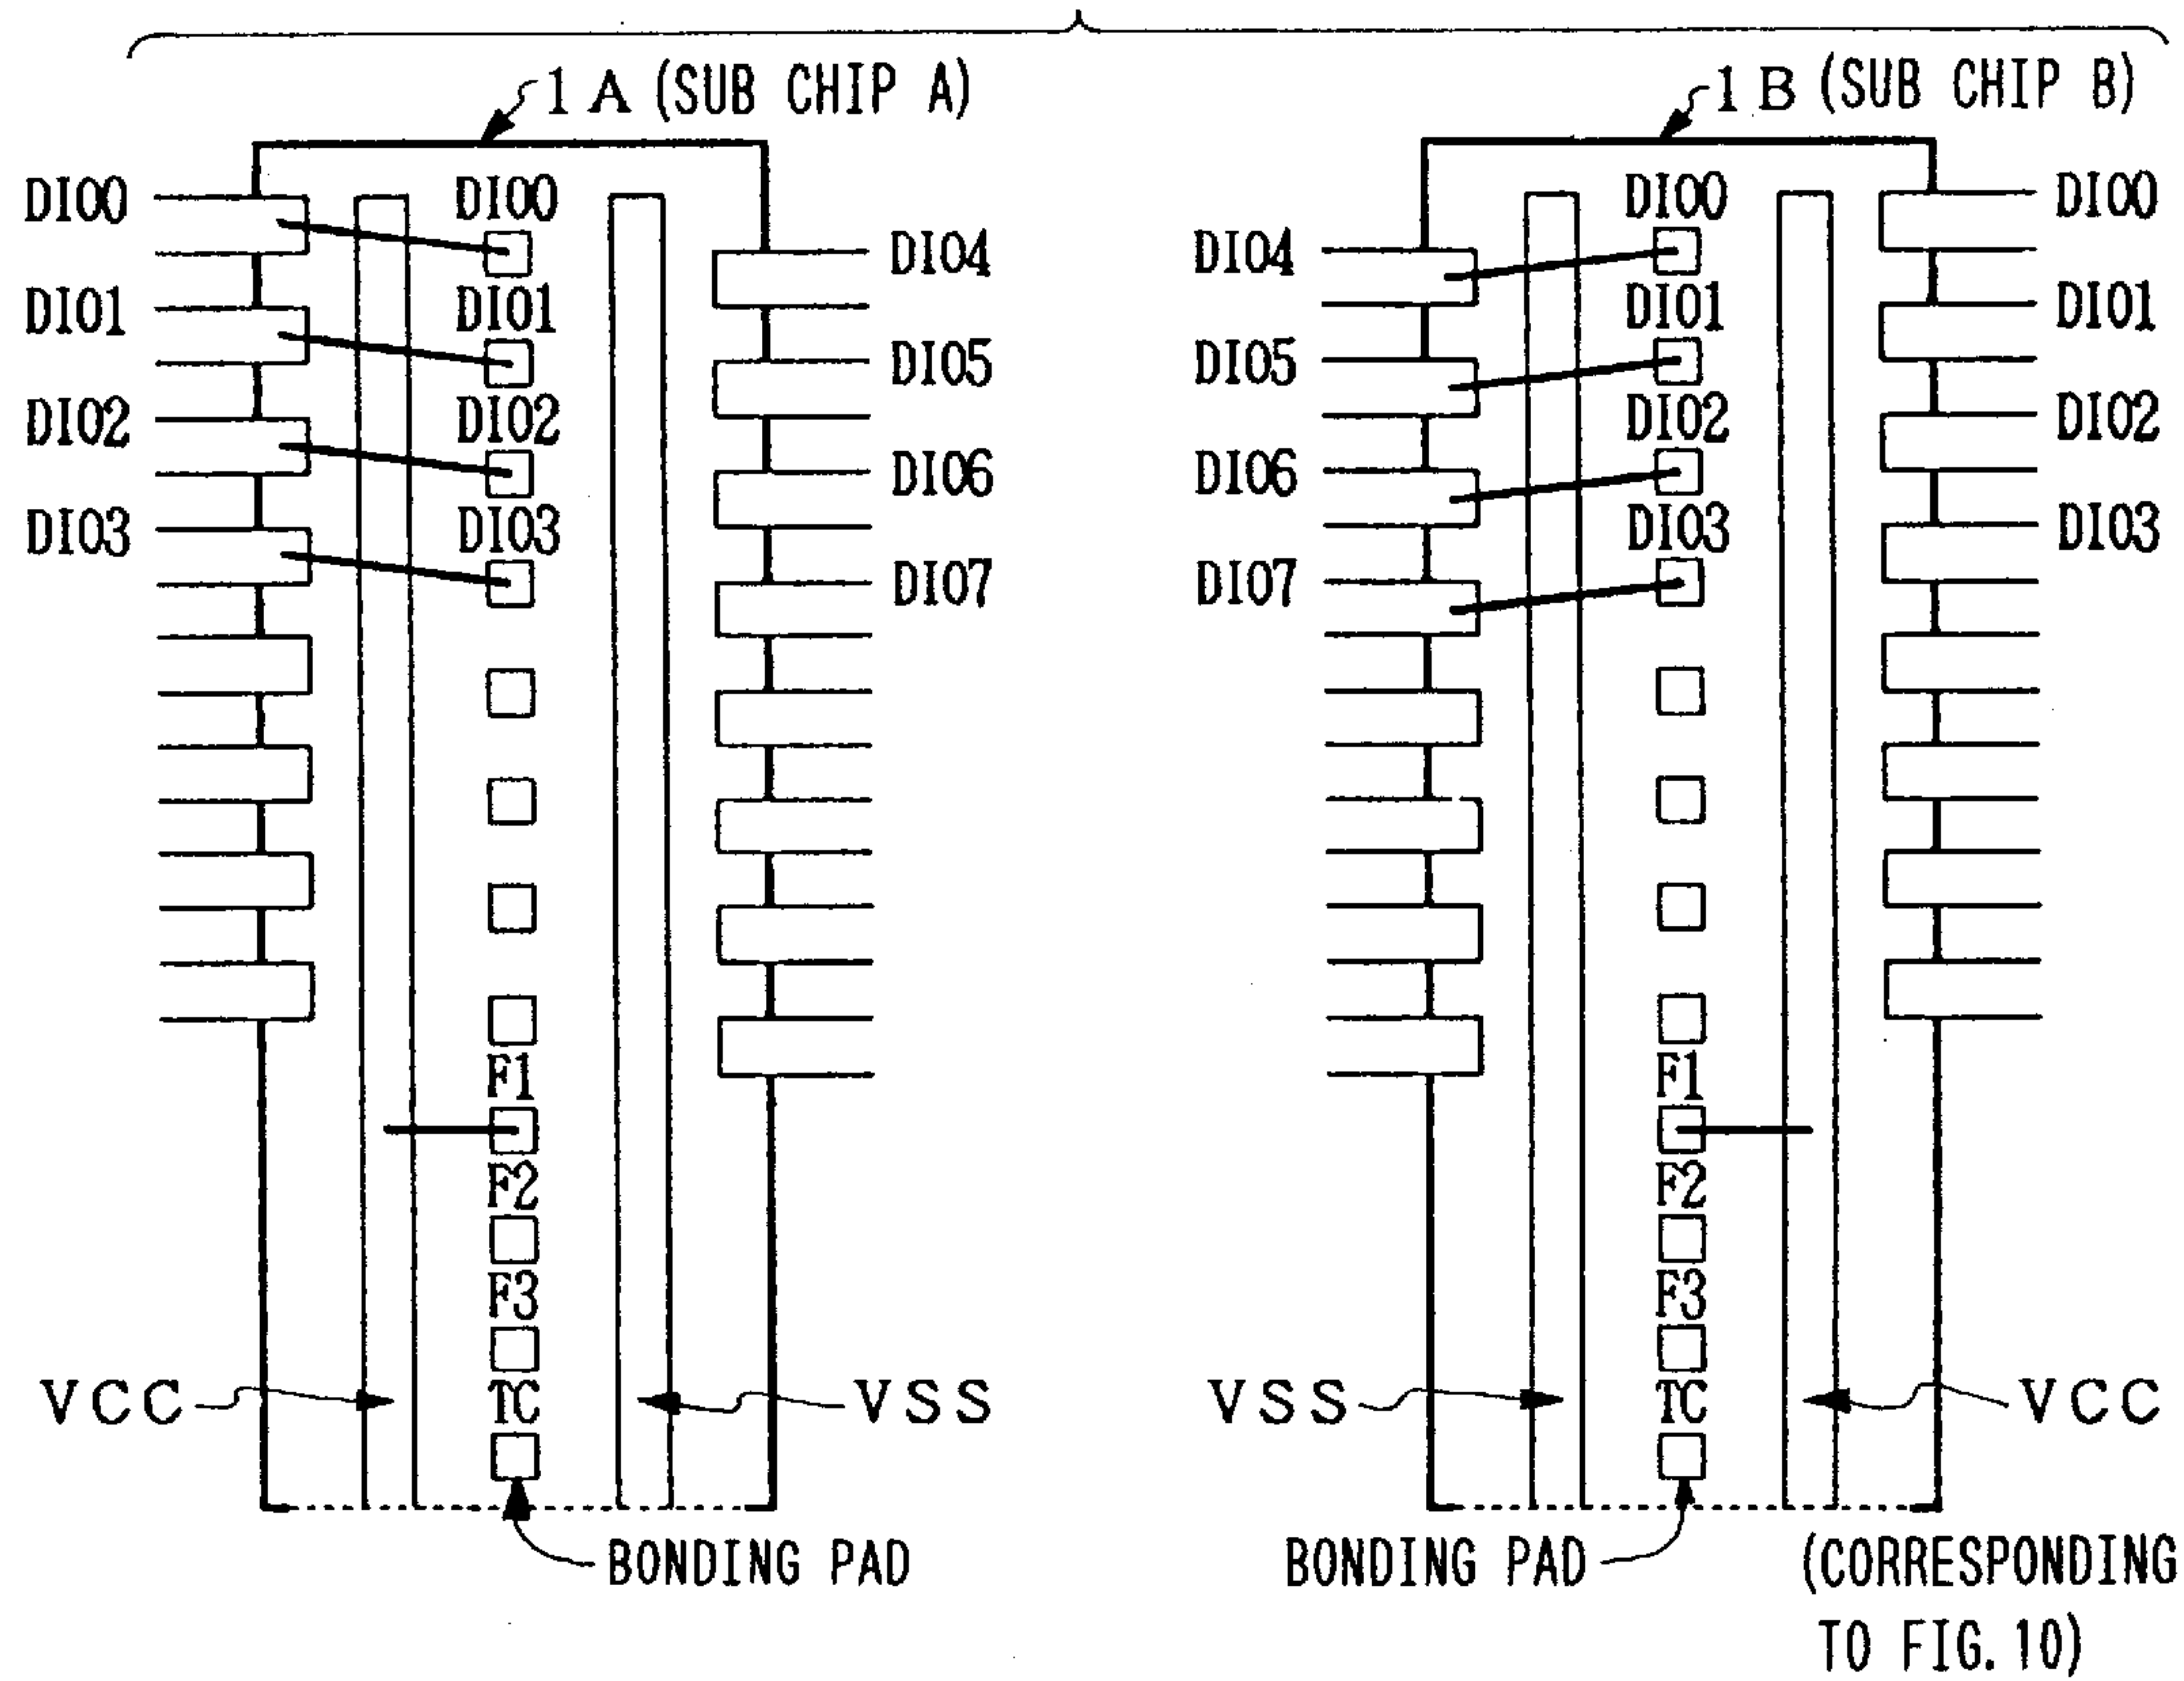 1A (SUB CHIP A)
DIO0
DIO1
DIO2
DIO3
DIO0
DIO1
DIO2
DIO3
F1
F2
F3
TC
DIO4
DIO5
DIO6
DIO7
VCC
VSS
BONDING PAD
1B (SUB CHIP B)
DIO4
DIO5
DIO6
DIO7
DIO0
DIO1
DIO2
DIO3
F1
F2
F3
TC
DIO0
DIO1
DIO2
DIO3
VSS
VCC
BONDING PAD
(CORRESPONDING
TO FIG. 10)